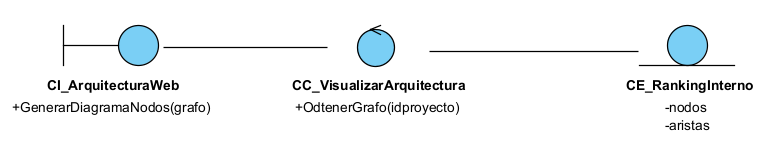 CI_ArquitecturaWeb
+GenerarDiagramaNodos(grafo)
CC_VisualizarArquitectura
+OdtenerGrafo(idproyecto)
CE_RankingInterno
-nodos
-aristas